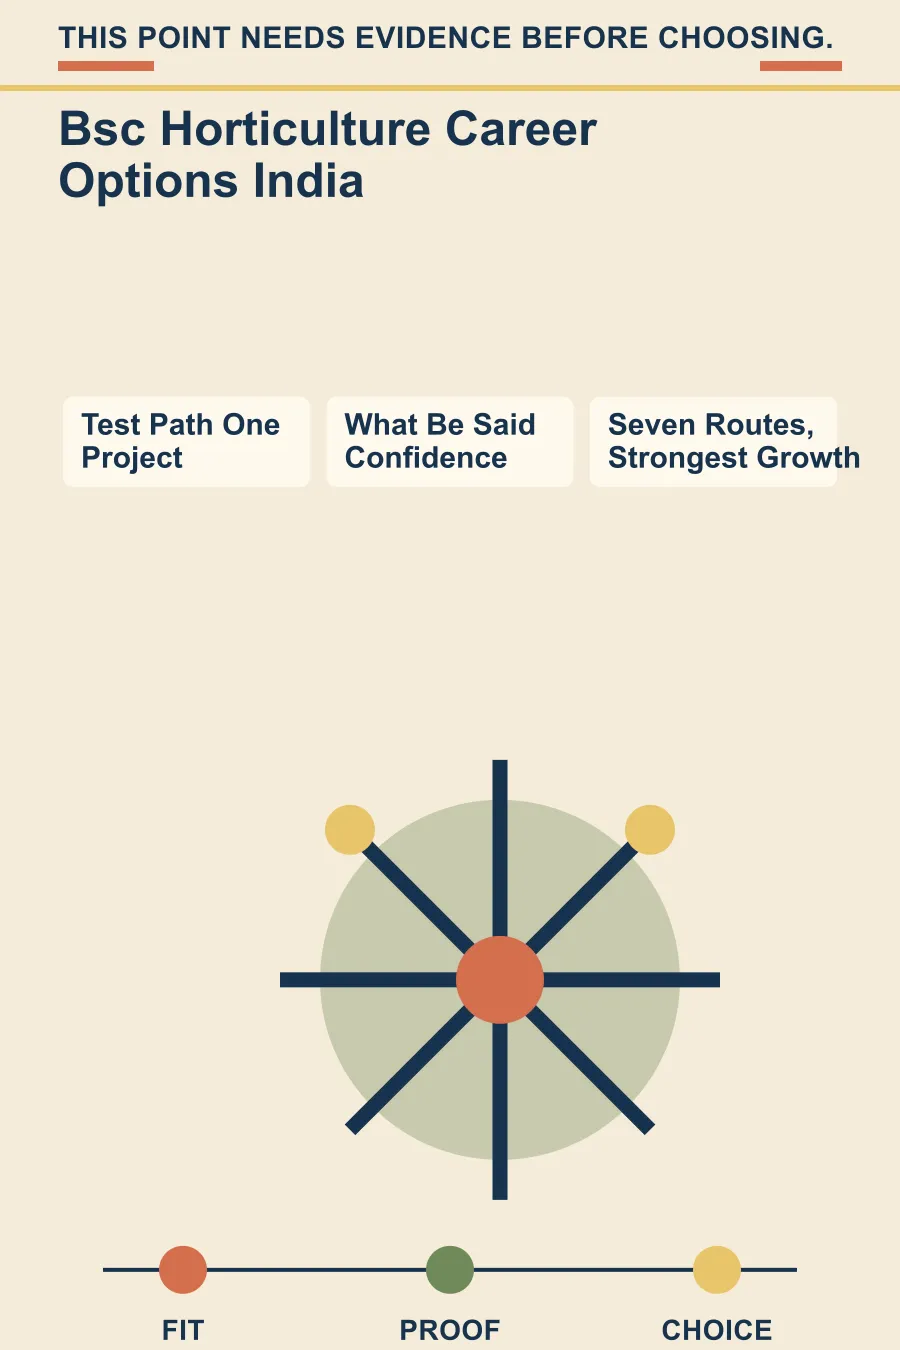 THIS POINT NEEDS EVIDENCE BEFORE CHOOSING.
Bsc Horticulture Career
Options India
Test Path One
Project
What Be Said
Confidence
Seven Routes,
Strongest Growth
FIT
PROOF
CHOICE